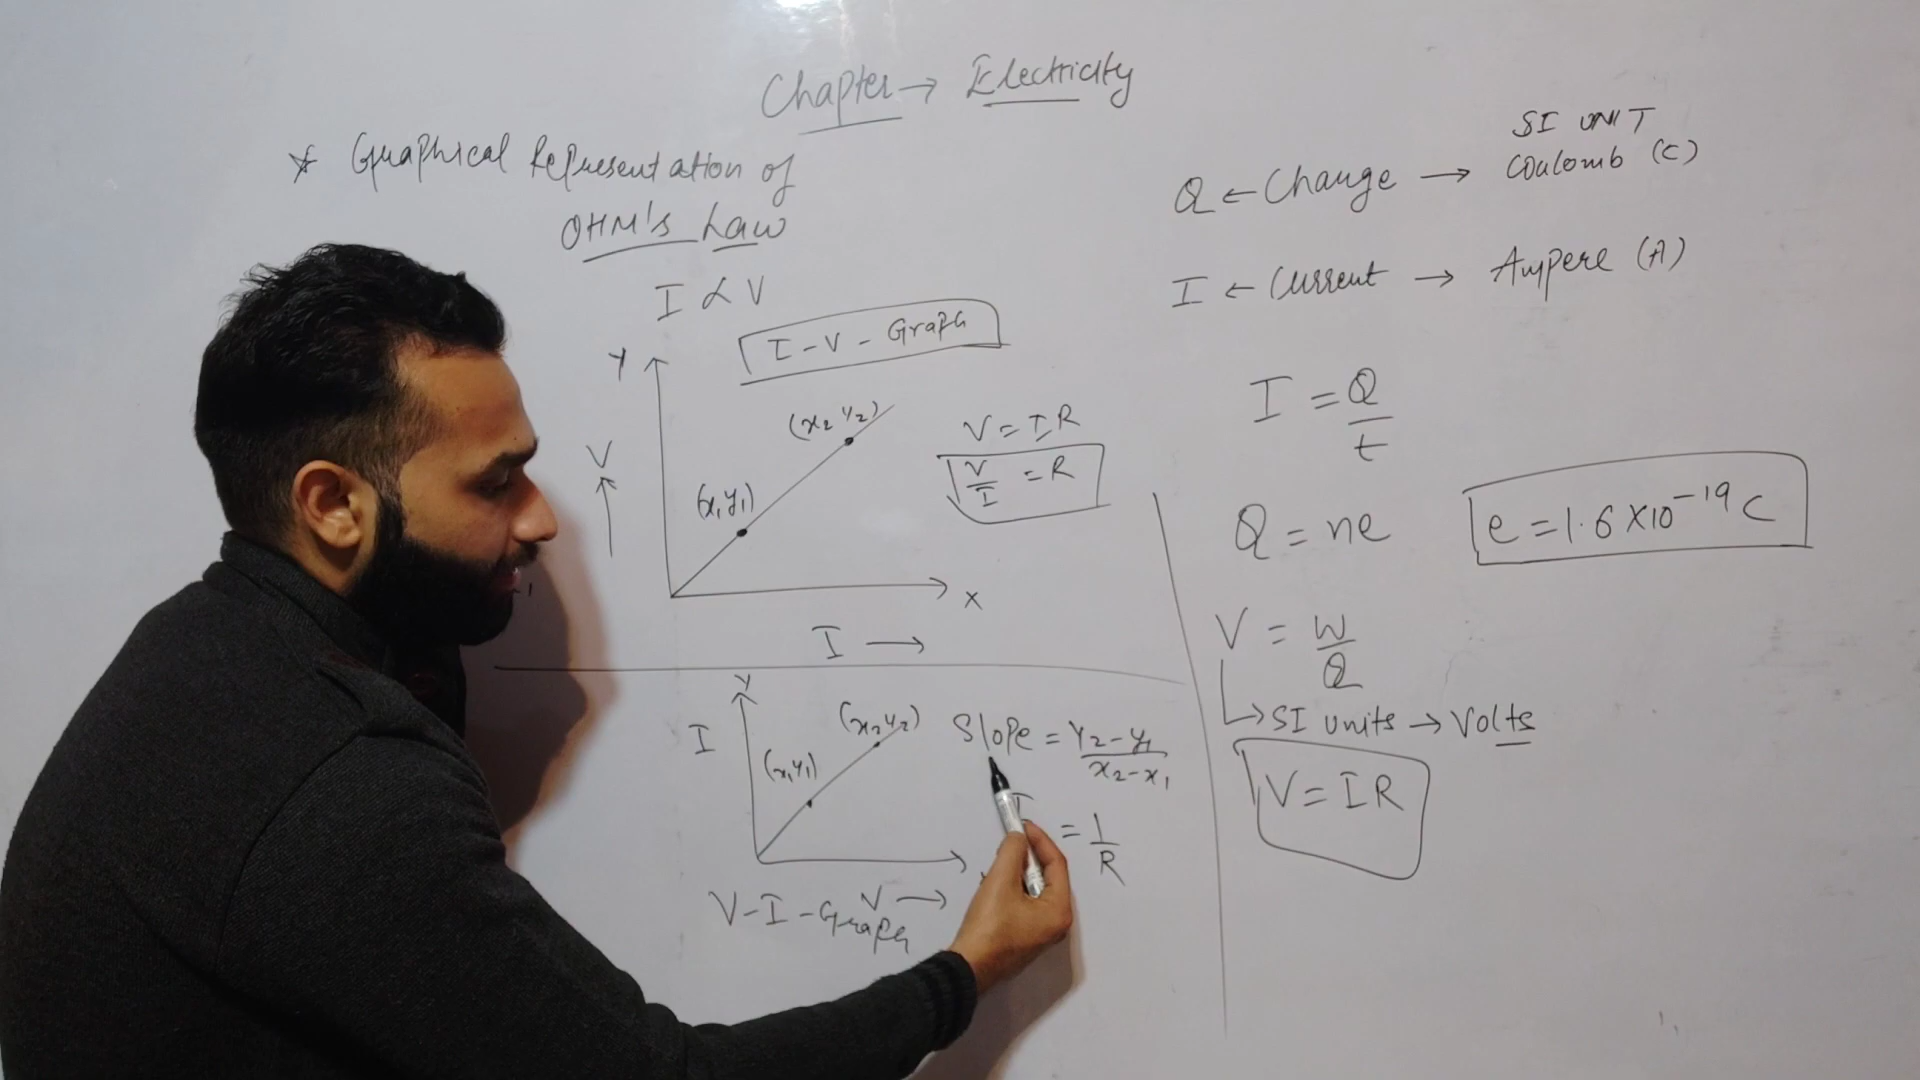 Chapter → Electricity
* Graphical Representation of
OHM's Law
I ∝ V
I - V - Graph
Y
V
(x₁ y₁)
(x₂ y₂)
X
I →
V = IR
V/I = R
Y
I
(x₁ y₁)
(x₂ y₂)
V →
V - I - Graph
Slope = y₂ - y₁ / x₂ - x₁
= 1/R
SI UNIT
Q ← Charge → Coulomb (C)
I ← Current → Ampere (A)
I = Q/t
Q = ne
e = 1.6 × 10⁻¹⁹ C
V = W/Q
→ SI units → Volts
V = IR